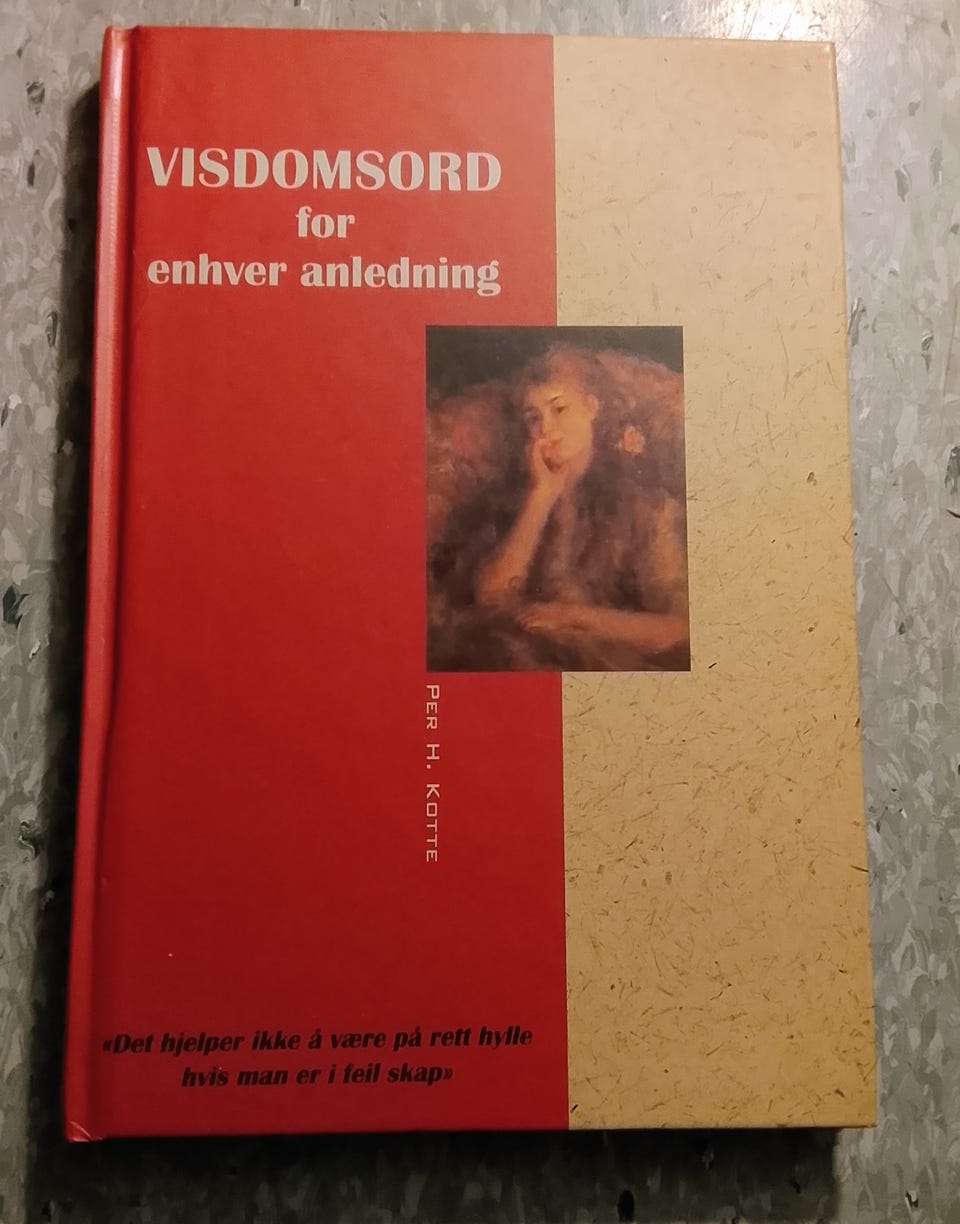 VISDOMSORD
for
enhver anledning
PER H. KOTTE
«Det hjelper ikke å være på rett hylle
hvis man er i feil skap»